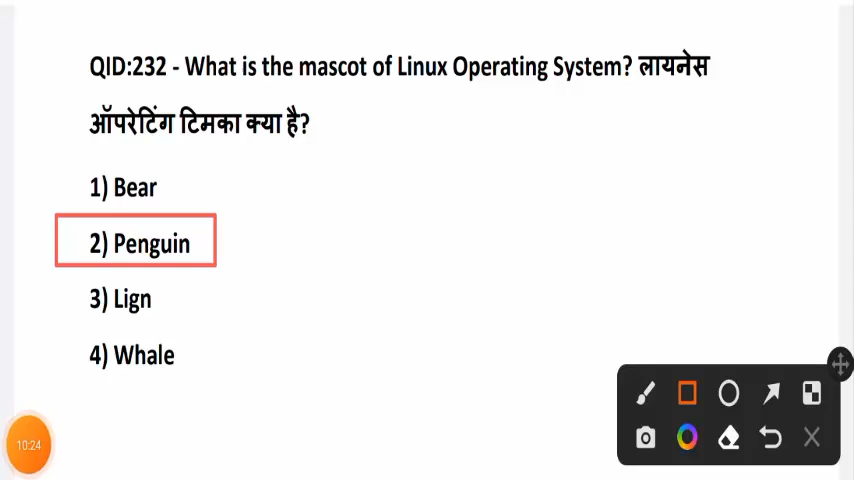 QID:232 - What is the mascot of Linux Operating System? लायनेस
ऑपरेटिंग टिमका क्या है?
1) Bear
2) Penguin
3) Lign
4) Whale
10:24